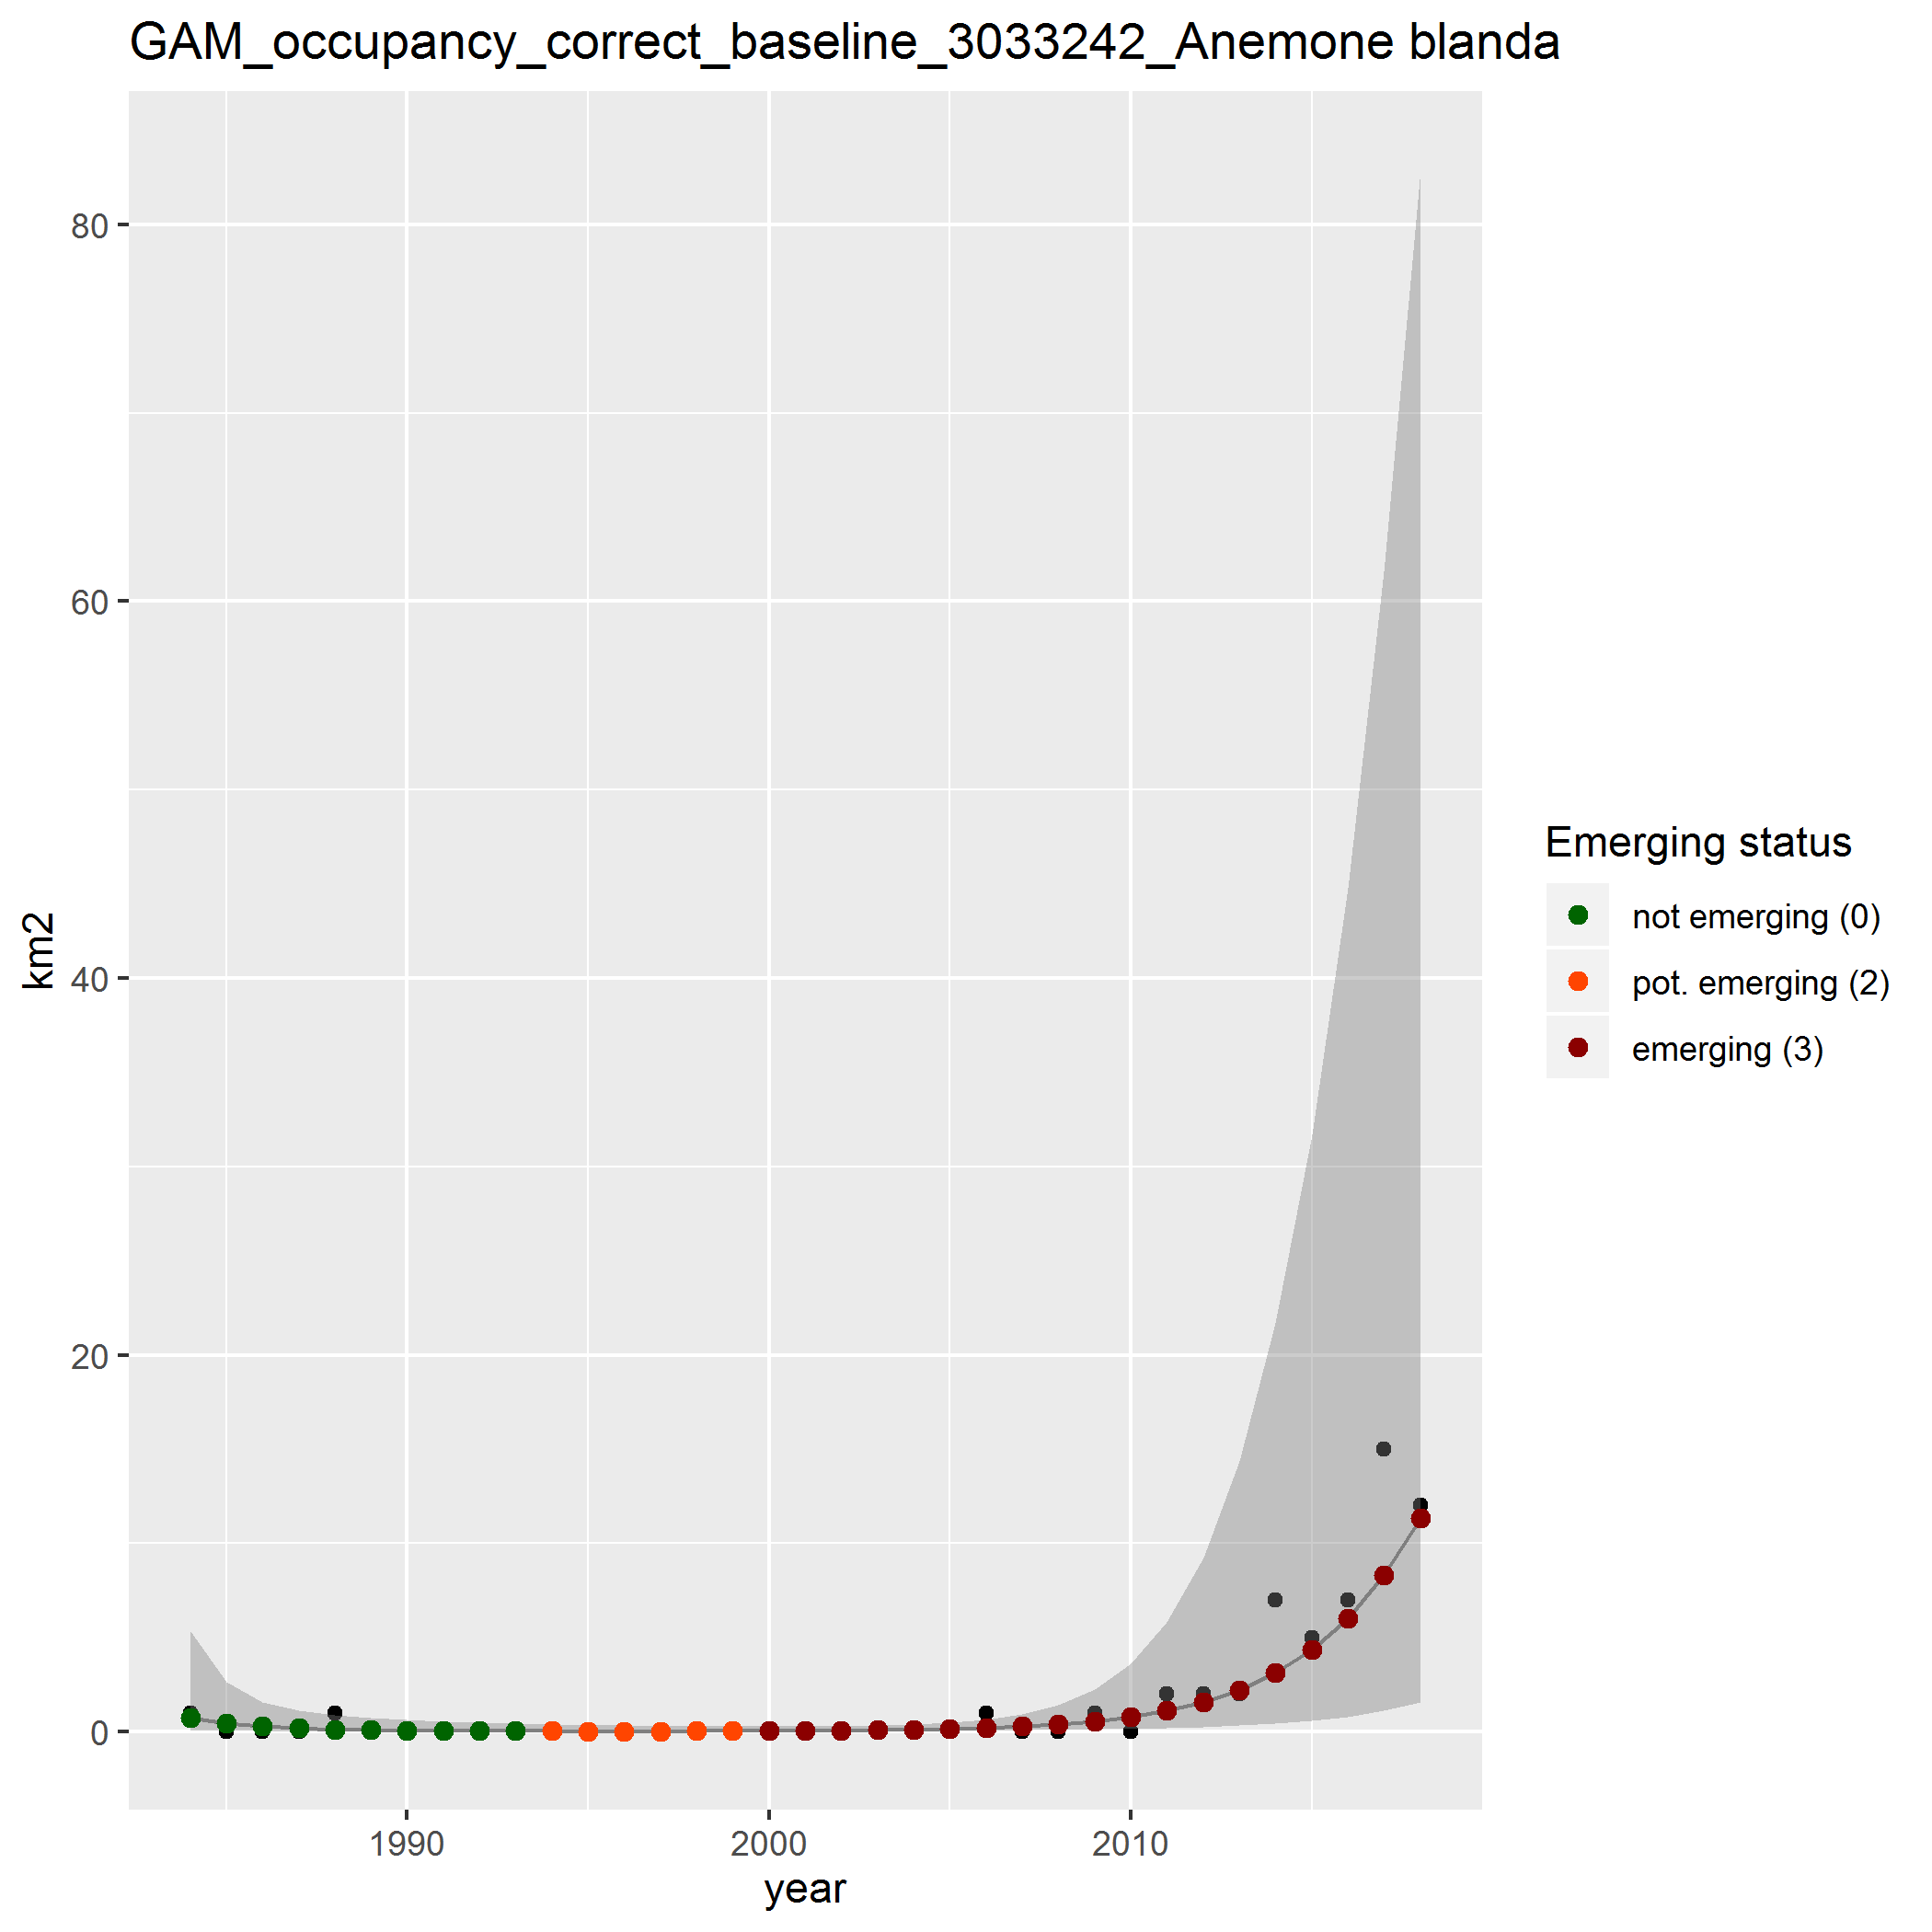 GAM_occupancy_correct_baseline_3033242_Anemone blanda
80
60
40
20
0
km2
1990 2000 2010
year
Emerging status
not emerging (0)
pot. emerging (2)
emerging (3)